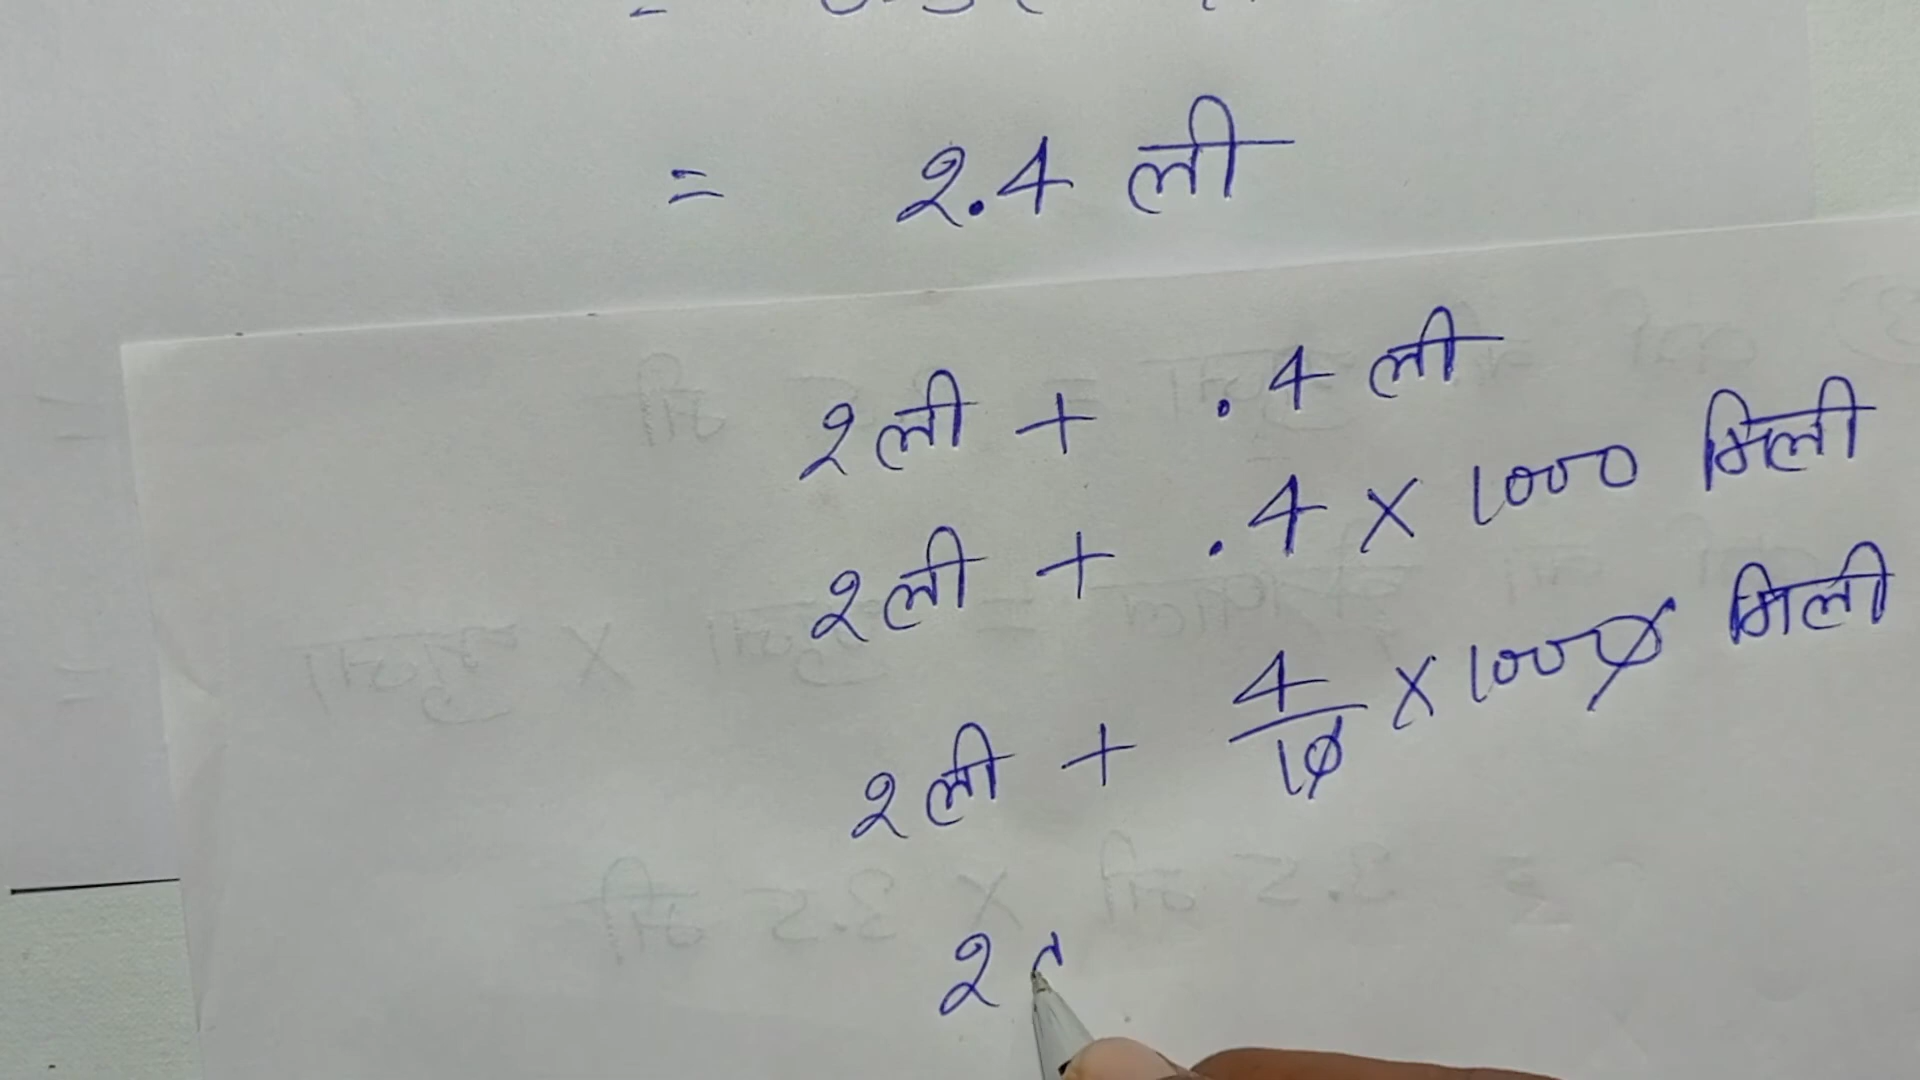 = 2.4 ली
2 ली + .4 ली
2 ली + .4 × 1000 मिली
2 ली + 4/10 × 1000 मिली
2